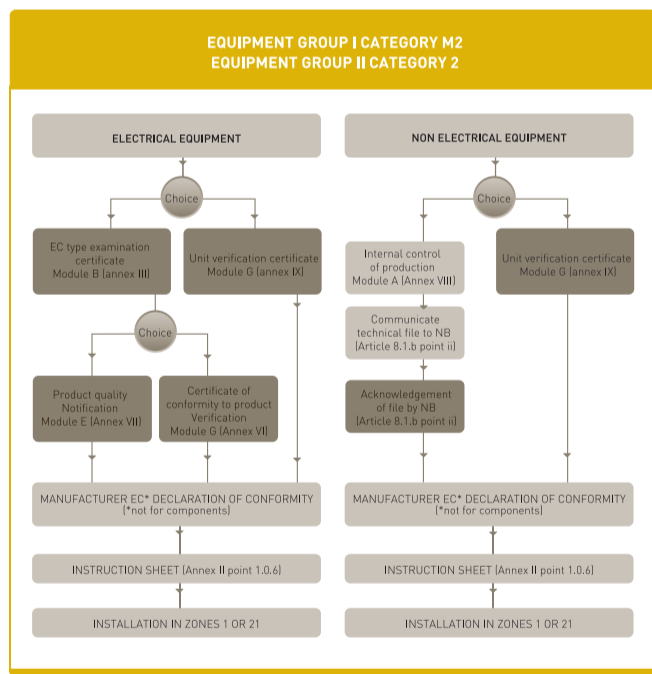 EQUIPMENT GROUP I CATEGORY M2
EQUIPMENT GROUP II CATEGORY 2
ELECTRICAL EQUIPMENT
Choice
EC type examination
certificate
Module B (annex III)
Unit verification certificate
Module G (annex IX)
Choice
Product quality
Notification
Module E (Annex VII)
Certificate of
conformity to product
Verification
Module G (Annex VI)
MANUFACTURER EC* DECLARATION OF CONFORMITY
(*not for components)
INSTRUCTION SHEET (Annex II point 1.0.6)
INSTALLATION IN ZONES 1 OR 21
NON ELECTRICAL EQUIPMENT
Choice
Internal control
of production
Module A (Annex VIII)
Unit verification certificate
Module G (annex IX)
Communicate
technical file to NB
(Article 8.1.b point ii)
Acknowledgement
of file by NB
(Article 8.1.b point ii)
MANUFACTURER EC* DECLARATION OF CONFORMITY
(*not for components)
INSTRUCTION SHEET (Annex II point 1.0.6)
INSTALLATION IN ZONES 1 OR 21